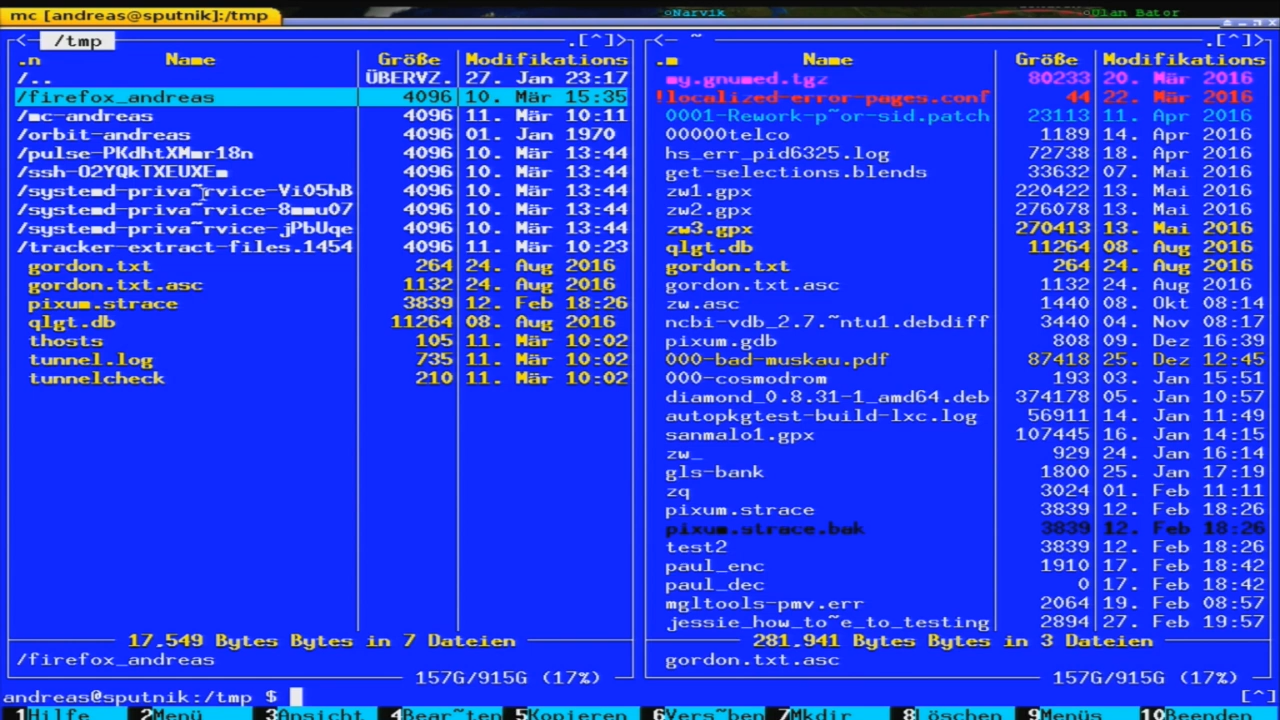 mc [andreas@sputnik]:/tmp
Narvik
Ulan Bator
<- /tmp .[^]>
.n Name Größe Modifikations
/.. ÜBERVZ. 27. Jan 23:17
/firefox_andreas 4096 10. Mär 15:35
/mc-andreas 4096 11. Mär 10:11
/orbit-andreas 4096 01. Jan 1970
/pulse-PKdhtXMmr18n 4096 10. Mär 13:44
/ssh-O2YQkTXEUXEm 4096 10. Mär 13:44
/systemd-priva~rvice-Vi05hB 4096 10. Mär 13:44
/systemd-priva~rvice-8mmu07 4096 10. Mär 13:44
/systemd-priva~rvice-jPbUqe 4096 10. Mär 13:44
/tracker-extract-files.1454 4096 11. Mär 10:23
gordon.txt 264 24. Aug 2016
gordon.txt.asc 1132 24. Aug 2016
pixum.strace 3839 12. Feb 18:26
qlgt.db 11264 08. Aug 2016
thosts 105 11. Mär 10:02
tunnel.log 735 11. Mär 10:02
tunnelcheck 210 11. Mär 10:02
17,549 Bytes Bytes in 7 Dateien
/firefox_andreas
157G/915G (17%)
<- ~ .[^]>
.m Name Größe Modifikations
my.gnumed.tgz 80233 20. Mär 2016
!localized-error-pages.conf 44 22. Mär 2016
0001-Rework-p~or-sid.patch 23113 11. Apr 2016
00000telco 1189 14. Apr 2016
hs_err_pid6325.log 72738 18. Apr 2016
get-selections.blends 33632 07. Mai 2016
zw1.gpx 220422 13. Mai 2016
zw2.gpx 276078 13. Mai 2016
zw3.gpx 270413 13. Mai 2016
qlgt.db 11264 08. Aug 2016
gordon.txt 264 24. Aug 2016
gordon.txt.asc 1132 24. Aug 2016
zw.asc 1440 08. Okt 08:14
ncbi-vdb_2.7.~ntu1.debdiff 3440 04. Nov 08:17
pixum.gdb 808 09. Dez 16:39
000-bad-muskau.pdf 87418 25. Dez 12:45
000-cosmodrom 193 03. Jan 15:51
diamond_0.8.31-1_amd64.deb 374178 05. Jan 10:57
autopkgtest-build-lxc.log 56911 14. Jan 11:49
sanmalo1.gpx 107445 16. Jan 14:15
zw_ 929 24. Jan 16:14
gls-bank 1800 25. Jan 17:19
zq 3024 01. Feb 11:11
pixum.strace 3839 12. Feb 18:26
pixum.strace.bak 3839 12. Feb 18:26
test2 3839 12. Feb 18:26
paul_enc 1910 17. Feb 18:42
paul_dec 0 17. Feb 18:42
mgltools-pmv.err 2064 19. Feb 08:57
jessie_how_to~e_to_testing 2894 27. Feb 19:57
281,941 Bytes Bytes in 3 Dateien
gordon.txt.asc
157G/915G (17%)
andreas@sputnik:/tmp $ [^]
1Hilfe 2Menü 3Ansicht 4Bear~ten 5Kopieren 6Vers~ben 7Mkdir 8Löschen 9Menüs 10Beenden